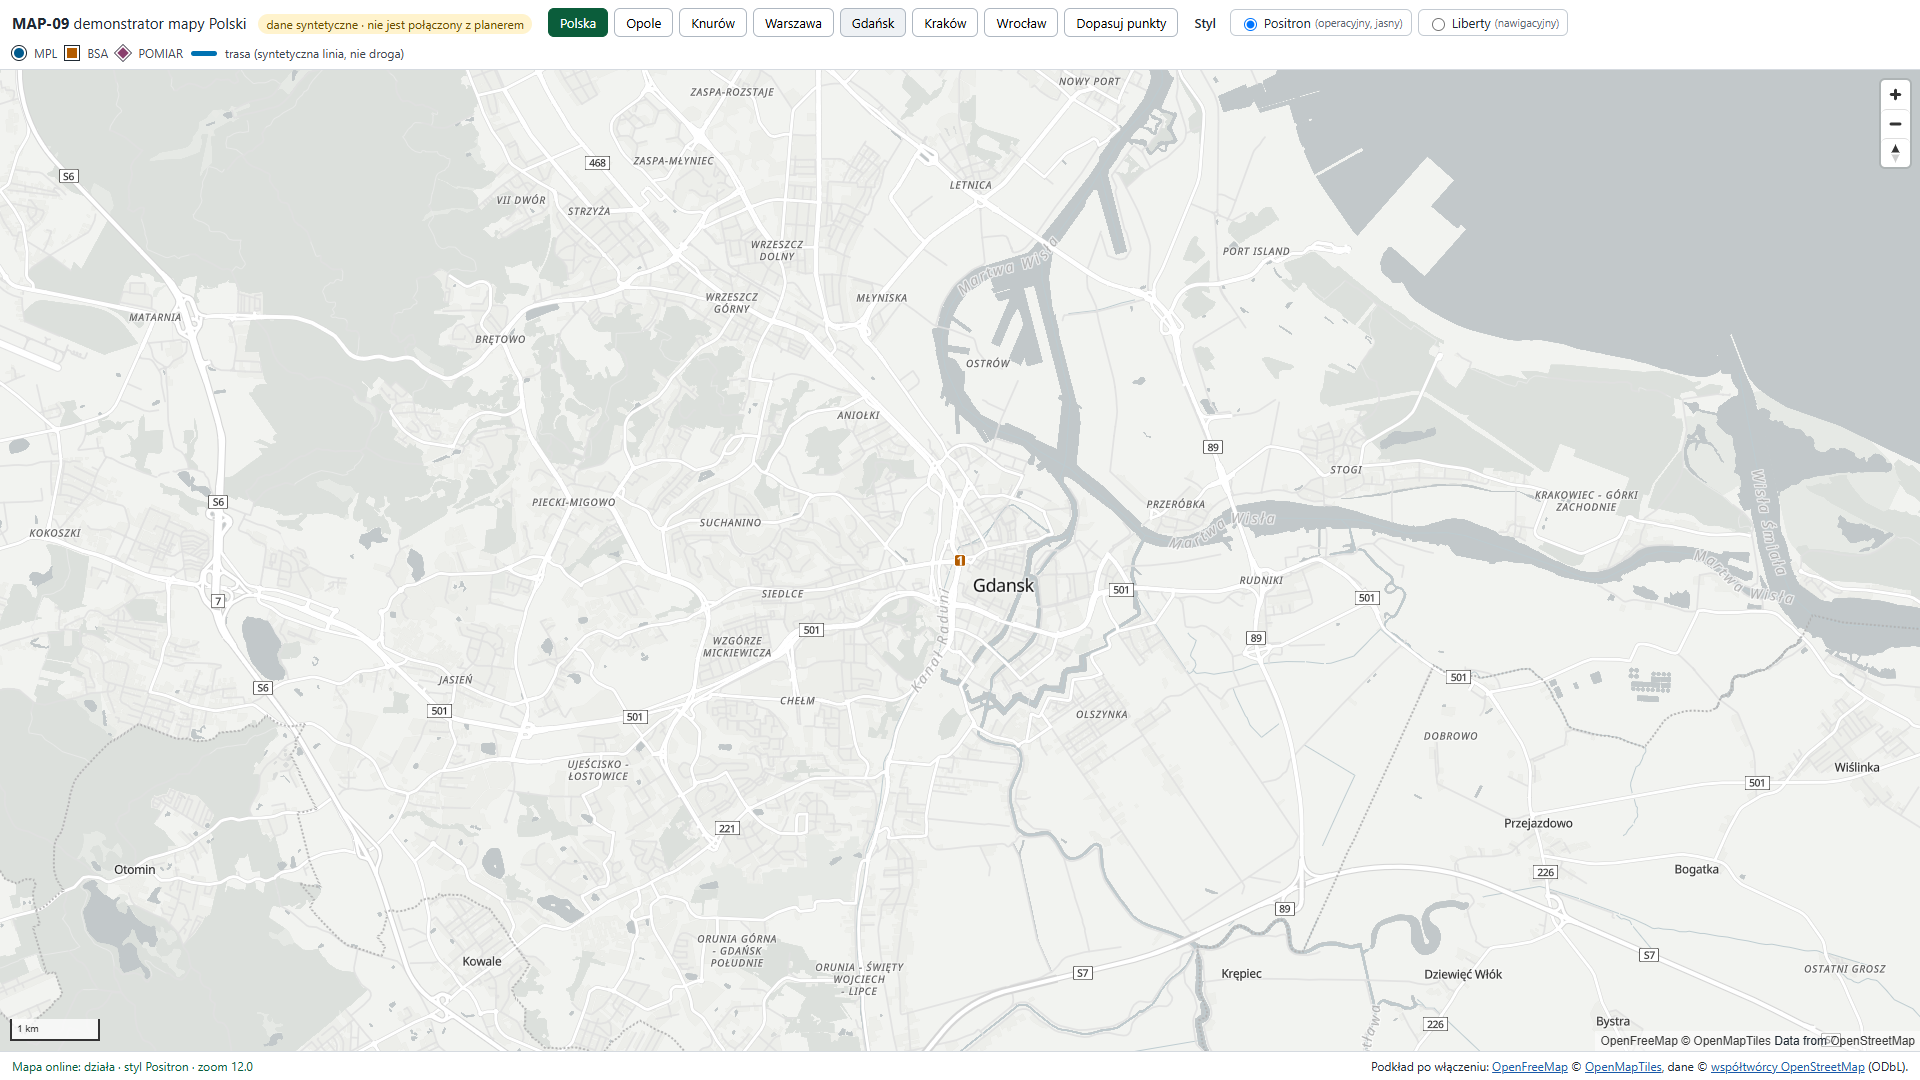 MAP-09 demonstrator mapy Polski
dane syntetyczne · nie jest połączony z planerem
Polska
Opole
Knurów
Warszawa
Gdańsk
Kraków
Wrocław
Dopasuj punkty
Styl
Positron (operacyjny, jasny)
Liberty (nawigacyjny)
MPL
BSA
POMIAR
trasa (syntetyczna linia, nie droga)
NOWY PORT
ZASPA-ROZSTAJE
468
ZASPA-MŁYNIEC
S6
LETNICA
VII DWÓR
STRZYŻA
WRZESZCZ
DOLNY
PORT ISLAND
Martwa Wisła
WRZESZCZ
GÓRNY
MŁYNISKA
MATARNIA
BRĘTOWO
OSTRÓW
ANIOŁKI
89
STOGI
KRAKOWIEC - GÓRKI
ZACHODNIE
Wisła Śmiała
S6
PIECKI-MIGOWO
SUCHANINO
PRZERÓBKA
Martwa Wisła
KOKOSZKI
1
Gdansk
Martwa Wisła
SIEDLCE
501
RUDNIKI
501
7
501
Kanał Raduni
89
WZGÓRZE
MICKIEWICZA
S6
JASIEŃ
501
CHEŁM
501
501
OLSZYNKA
DOBROWO
UJEŚCISKO -
ŁOSTOWICE
Wiślinka
501
221
Przejazdowo
Otomin
226
Bogatka
89
ORUNIA GÓRNA
- GDAŃSK
POŁUDNIE
Kowale
ORUNIA - ŚWIĘTY
WOJCIECH
- LIPCE
S7
Krępiec
Dziewięć Włók
S7
OSTATNI GROSZ
226
Bystra
1 km
OpenFreeMap © OpenMapTiles Data from OpenStreetMap
Mapa online: działa · styl Positron · zoom 12.0
Podkład po włączeniu: OpenFreeMap © OpenMapTiles, dane © współtwórcy OpenStreetMap (ODbL).